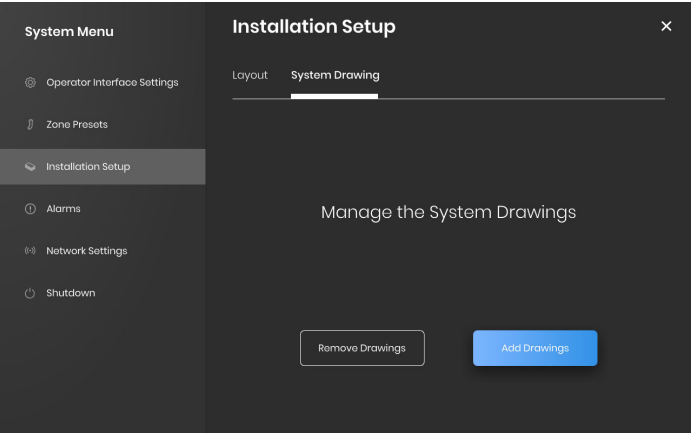 System Menu
Operator Interface Settings
Zone Presets
Installation Setup
Alarms
Network Settings
Shutdown
Installation Setup
Layout System Drawing
Manage the System Drawings
Remove Drawings Add Drawings